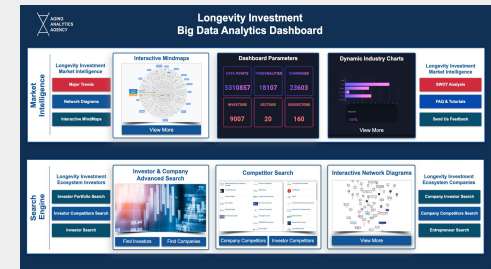 AGING
ANALYTICS
AGENCY
Longevity Investment
Big Data Analytics Dashboard
Market
Intelligence
Longevity Investment
Market Intelligence
Major Trends
Network Diagrams
Interactive MindMaps
Interactive Mindmaps
View More
Dashboard Parameters
DATA POINTS
PERSONALITIES
COMPANIES
5310857
18107
23603
INVESTORS
SECTORS
SUBSECTORS
9007
20
160
Dynamic Industry Charts
View More
Longevity Investment
Market Intelligence
SWOT Analysis
FAQ & Tutorials
Send Us Feedback
Search
Engine
Longevity Investment
Ecosystem Investors
Investor Portfolio Search
Investor Competitors Search
Investor Search
Investor & Company
Advanced Search
Find Investors
Find Companies
Competitor Search
Company Competitors
Investor Competitors
Interactive Network Diagrams
View More
Longevity Investment
Ecosystem Companies
Company Investor Search
Company Competitors Search
Entrepreneur Search